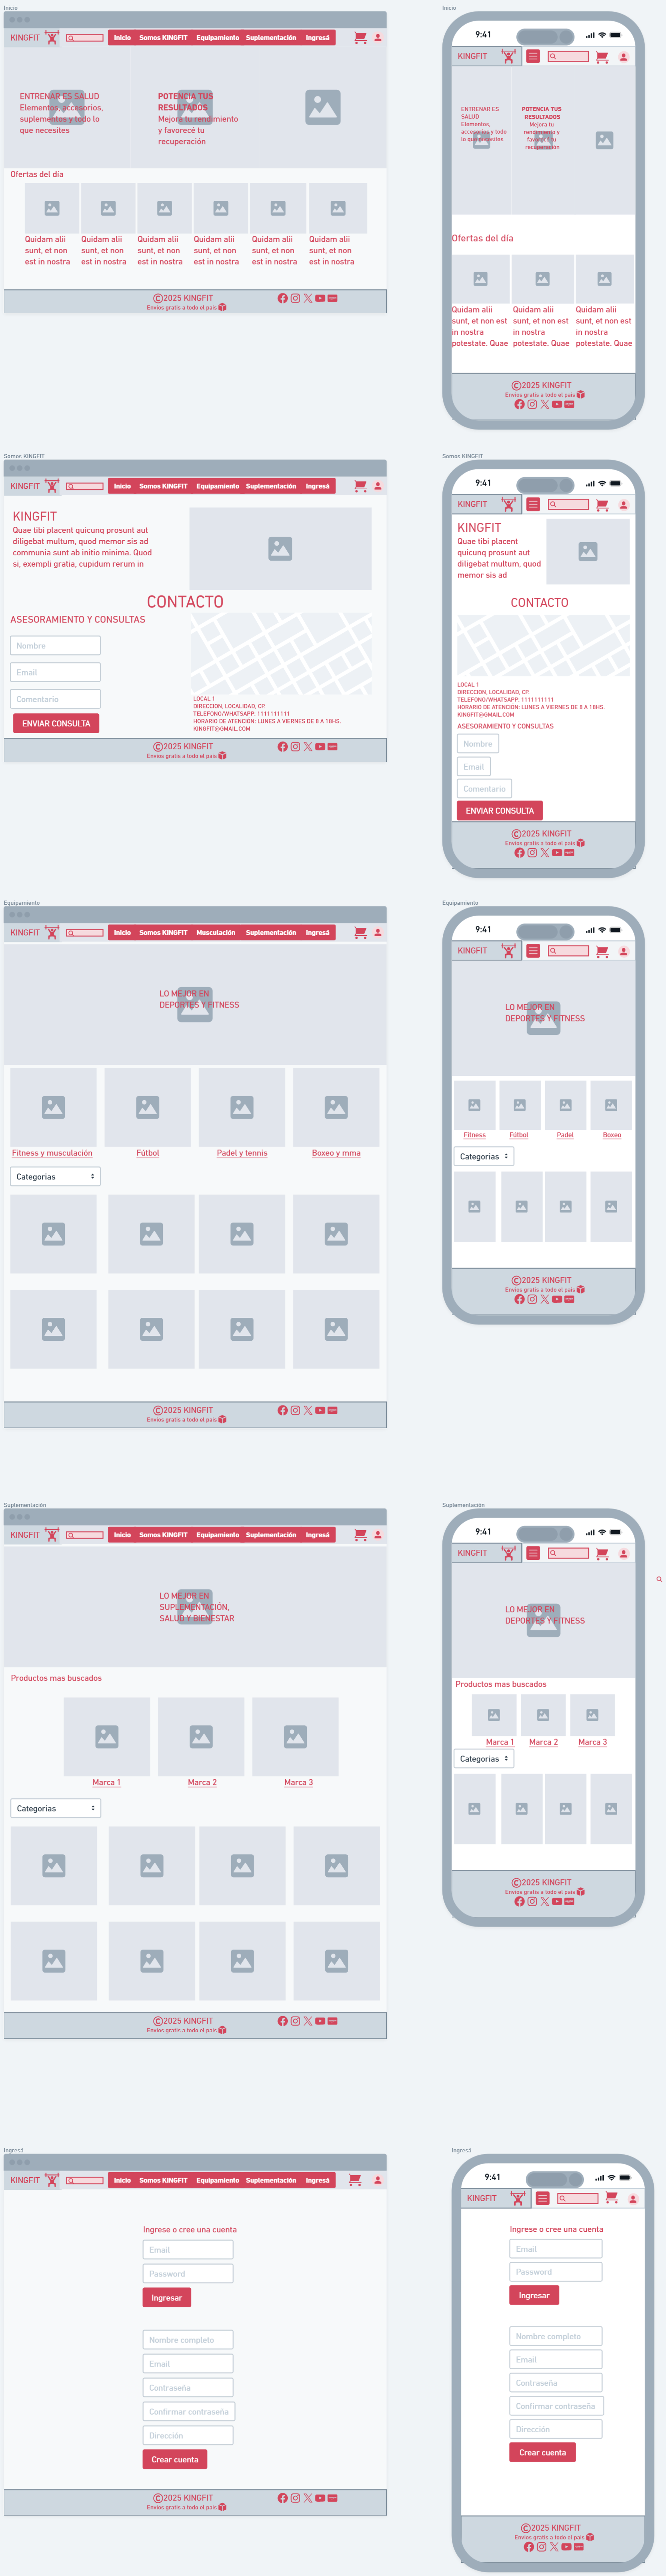 Inicio
KINGFIT
Inicio Somos KINGFIT Equipamiento Suplementación Ingresá
ENTRENAR ES SALUD
Elementos, accesorios,
suplementos y todo lo
que necesites
POTENCIA TUS
RESULTADOS
Mejora tu rendimiento
y favorecé tu
recuperación
Ofertas del día
Quidam alii
sunt, et non
est in nostra
Quidam alii
sunt, et non
est in nostra
Quidam alii
sunt, et non
est in nostra
Quidam alii
sunt, et non
est in nostra
Quidam alii
sunt, et non
est in nostra
Quidam alii
sunt, et non
est in nostra
©2025 KINGFIT
Envíos gratis a todo el país
Inicio
9:41
KINGFIT
ENTRENAR ES
SALUD
Elementos,
accesorios y todo
lo que necesites
POTENCIA TUS
RESULTADOS
Mejora tu
rendimiento y
favorecé tu
recuperación
Ofertas del día
Quidam alii
sunt, et non est
in nostra
potestate. Quae
Quidam alii
sunt, et non est
in nostra
potestate. Quae
Quidam alii
sunt, et non est
in nostra
potestate. Quae
©2025 KINGFIT
Envíos gratis a todo el país
Somos KINGFIT
KINGFIT
Inicio Somos KINGFIT Equipamiento Suplementación Ingresá
KINGFIT
Quae tibi placent quicunq prosunt aut
diligebat multum, quod memor sis ad
communia sunt ab initio minima. Quod
si, exempli gratia, cupidum rerum in
CONTACTO
ASESORAMIENTO Y CONSULTAS
Nombre
Email
Comentario
ENVIAR CONSULTA
LOCAL 1
DIRECCION, LOCALIDAD, CP.
TELEFONO/WHATSAPP: 1111111111
HORARIO DE ATENCIÓN: LUNES A VIERNES DE 8 A 18HS.
KINGFIT@GMAIL.COM
©2025 KINGFIT
Envíos gratis a todo el país
Somos KINGFIT
9:41
KINGFIT
KINGFIT
Quae tibi placent
quicunq prosunt aut
diligebat multum, quod
memor sis ad
CONTACTO
LOCAL 1
DIRECCION, LOCALIDAD, CP.
TELEFONO/WHATSAPP: 1111111111
HORARIO DE ATENCIÓN: LUNES A VIERNES DE 8 A 18HS.
KINGFIT@GMAIL.COM
ASESORAMIENTO Y CONSULTAS
Nombre
Email
Comentario
ENVIAR CONSULTA
©2025 KINGFIT
Envíos gratis a todo el país
Equipamiento
KINGFIT
Inicio Somos KINGFIT Musculación Suplementación Ingresá
LO MEJOR EN
DEPORTES Y FITNESS
Fitness y musculación
Fútbol
Padel y tennis
Boxeo y mma
Categorias
©2025 KINGFIT
Envíos gratis a todo el país
Equipamiento
9:41
KINGFIT
LO MEJOR EN
DEPORTES Y FITNESS
Fitness
Fútbol
Padel
Boxeo
Categorias
©2025 KINGFIT
Envíos gratis a todo el país
Suplementación
KINGFIT
Inicio Somos KINGFIT Equipamiento Suplementación Ingresá
LO MEJOR EN
SUPLEMENTACIÓN,
SALUD Y BIENESTAR
Productos mas buscados
Marca 1
Marca 2
Marca 3
Categorias
©2025 KINGFIT
Envíos gratis a todo el país
Suplementación
9:41
KINGFIT
LO MEJOR EN
DEPORTES Y FITNESS
Productos mas buscados
Marca 1
Marca 2
Marca 3
Categorias
©2025 KINGFIT
Envíos gratis a todo el país
Ingresá
KINGFIT
Inicio Somos KINGFIT Equipamiento Suplementación Ingresá
Ingrese o cree una cuenta
Email
Password
Ingresar
Nombre completo
Email
Contraseña
Confirmar contraseña
Dirección
Crear cuenta
©2025 KINGFIT
Envíos gratis a todo el país
Ingresá
9:41
KINGFIT
Ingrese o cree una cuenta
Email
Password
Ingresar
Nombre completo
Email
Contraseña
Confirmar contraseña
Dirección
Crear cuenta
©2025 KINGFIT
Envíos gratis a todo el país